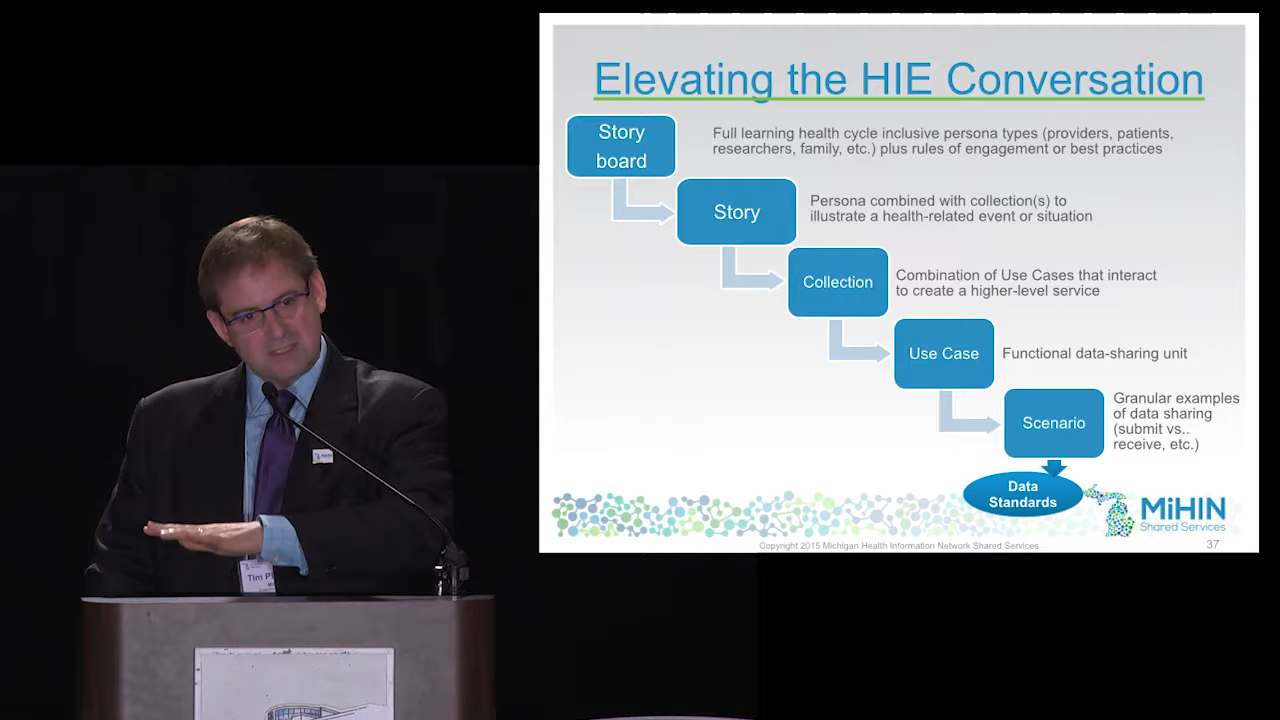 Elevating the HIE Conversation
Story
board
Full learning health cycle inclusive persona types (providers, patients,
researchers, family, etc.) plus rules of engagement or best practices
Story
Persona combined with collection(s) to
illustrate a health-related event or situation
Collection
Combination of Use Cases that interact
to create a higher-level service
Use Case
Functional data-sharing unit
Scenario
Granular examples
of data sharing
(submit vs..
receive, etc.)
Data
Standards
MiHIN
Shared Services
Copyright 2015 Michigan Health Information Network Shared Services
37
Tim